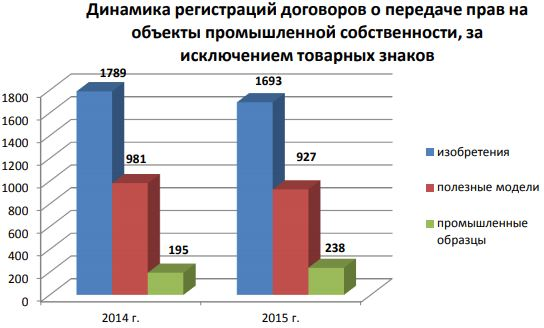 Динамика регистраций договоров о передаче прав на
объекты промышленной собственности, за
исключением товарных знаков
1789
1693
981
927
195
238
1800
1600
1400
1200
1000
800
600
400
200
0
2014 г.
2015 г.
изобретения
полезные модели
промышленные
образцы